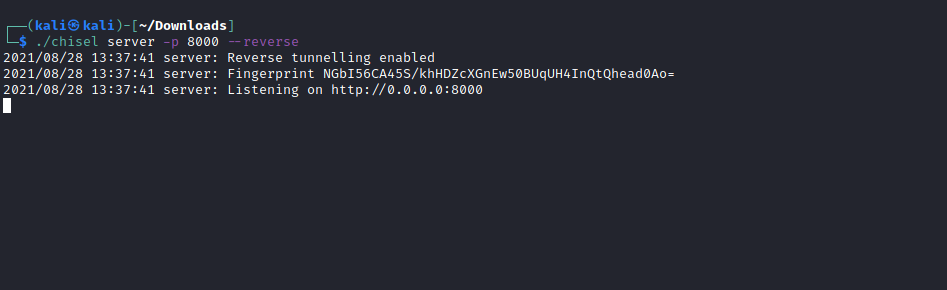 ┌──(kali㉿kali)-[~/Downloads]
└─$ ./chisel server -p 8000 --reverse
2021/08/28 13:37:41 server: Reverse tunnelling enabled
2021/08/28 13:37:41 server: Fingerprint NGbI56CA45S/khHDZcXGnEw50BUqUH4InQtQhead0Ao=
2021/08/28 13:37:41 server: Listening on http://0.0.0.0:8000